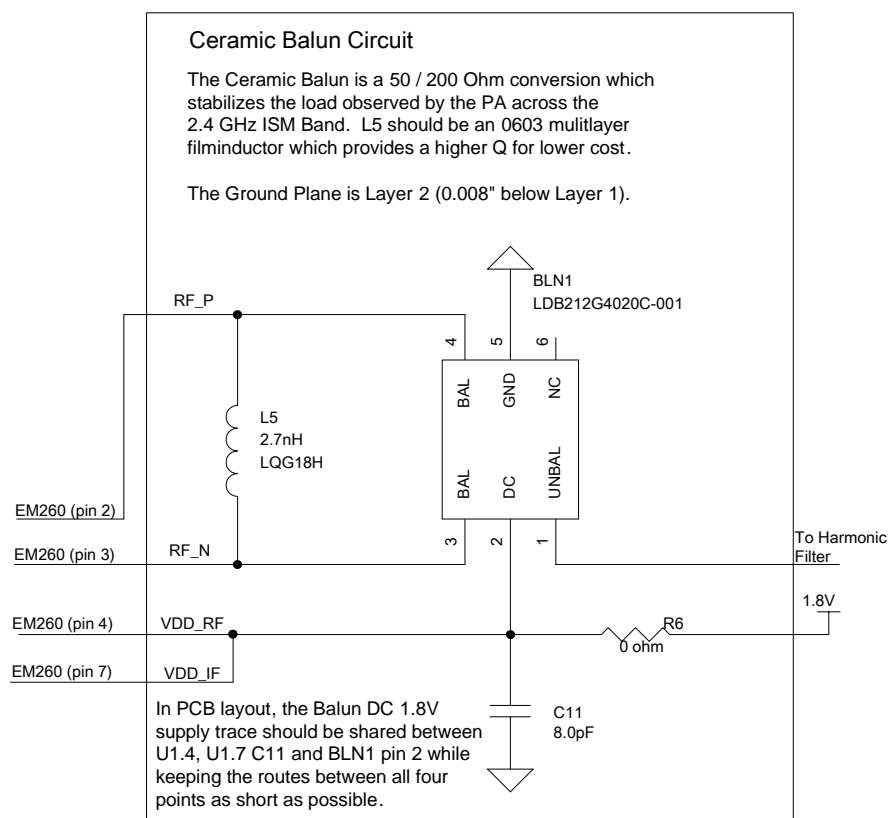 Ceramic Balun Circuit
The Ceramic Balun is a 50 / 200 Ohm conversion which
stabilizes the load observed by the PA across the
2.4 GHz ISM Band.  L5 should be an 0603 mulitlayer
filminductor which provides a higher Q for lower cost.
The Ground Plane is Layer 2 (0.008" below Layer 1).
BLN1
LDB212G4020C-001
RF_P
4
5
6
BAL
GND
NC
L5
2.7nH
LQG18H
BAL
DC
UNBAL
EM260 (pin 2)
3
2
1
EM260 (pin 3)
RF_N
To Harmonic
Filter
1.8V
EM260 (pin 4)
VDD_RF
R6
0 ohm
EM260 (pin 7)
VDD_IF
In PCB layout, the Balun DC 1.8V
supply trace should be shared between
U1.4, U1.7 C11 and BLN1 pin 2 while
keeping the routes between all four
points as short as possible.
C11
8.0pF